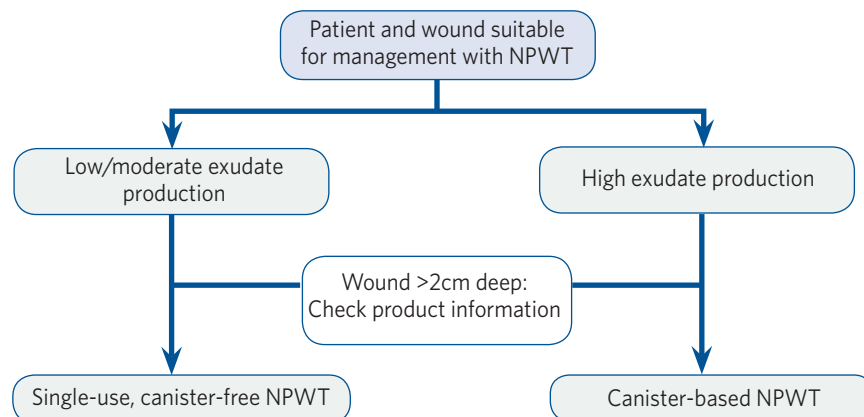 Patient and wound suitable
for management with NPWT
Low/moderate exudate
production
High exudate production
Wound >2cm deep:
Check product information
Single-use, canister-free NPWT
Canister-based NPWT